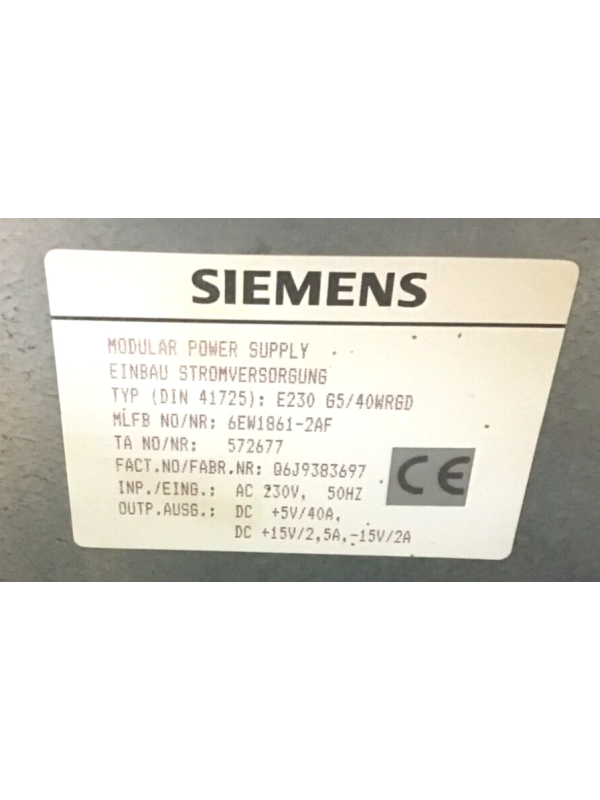 SIEMENS
MODULAR POWER SUPPLY
EINBAU STROMVERSORGUNG
TYP (DIN 41725): E230 G5/40WRGD
MLFB NO/NR: 6EW1861-2AF
TA NO/NR: 572677
FACT.NO/FABR.NR: Q6J9383697
INP./EING.: AC 230V, 50HZ
OUTP.AUSG.: DC +5V/40A,
DC +15V/2,5A,-15V/2A
CE